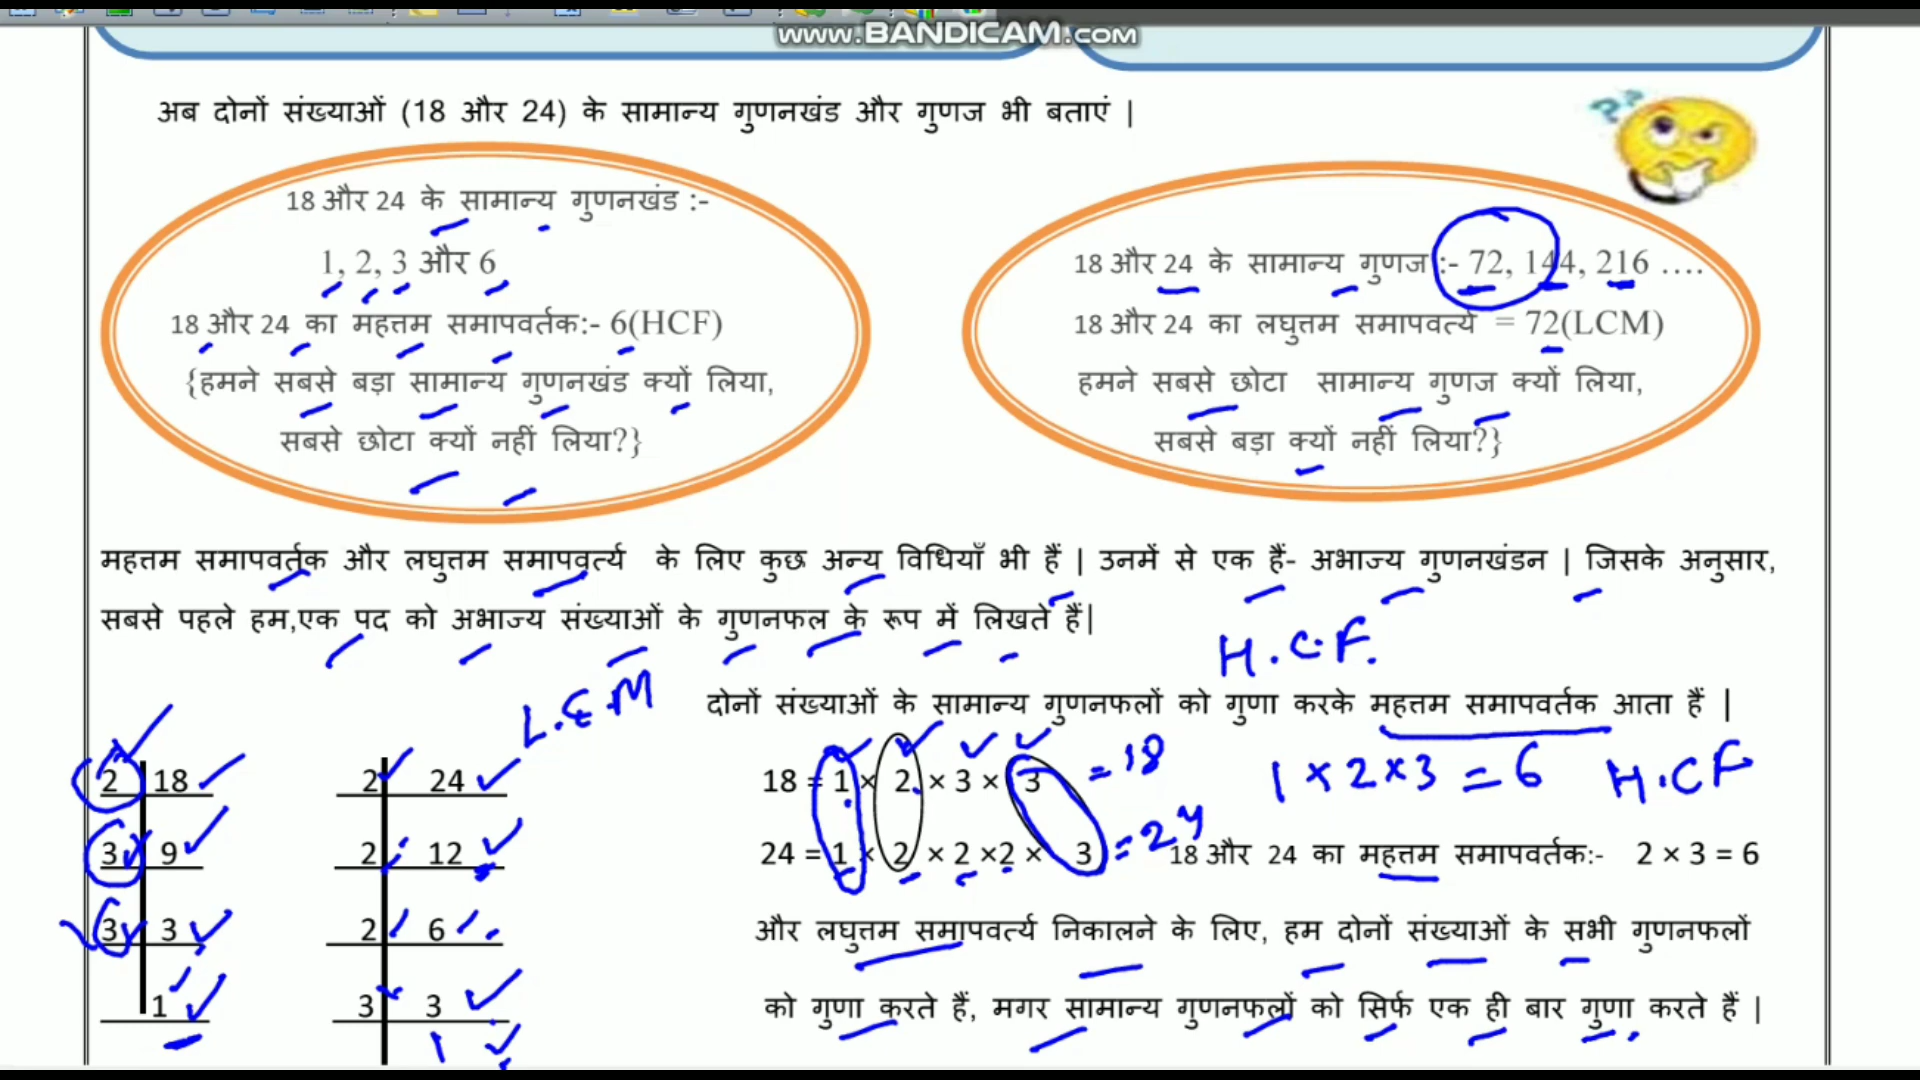 www.BANDICAM.COM
अब दोनों संख्याओं (18 और 24) के सामान्य गुणनखंड और गुणज भी बताएं |
18 और 24 के सामान्य गुणनखंड :-
1, 2, 3 और 6
18 और 24 का महत्तम समापवर्तक:- 6(HCF)
{हमने सबसे बड़ा सामान्य गुणनखंड क्यों लिया,
सबसे छोटा क्यों नहीं लिया?}
18 और 24 के सामान्य गुणज :- 72, 144, 216 ....
18 और 24 का लघुत्तम समापवर्त्य = 72(LCM)
हमने सबसे छोटा सामान्य गुणज क्यों लिया,
सबसे बड़ा क्यों नहीं लिया?}
महत्तम समापवर्तक और लघुत्तम समापवर्त्य के लिए कुछ अन्य विधियाँ भी हैं | उनमें से एक हैं- अभाज्य गुणनखंडन | जिसके अनुसार,
सबसे पहले हम,एक पद को अभाज्य संख्याओं के गुणनफल के रूप में लिखते हैं|
H.C.F.
L.C.M
दोनों संख्याओं के सामान्य गुणनफलों को गुणा करके महत्तम समापवर्तक आता हैं |
2 18
3 9
3 3
1
2 24
2 12
2 6
3 3
1
18 = 1 × 2 × 3 × 3 = 18
1 × 2 × 3 = 6 H.C.F
24 = 1 × 2 × 2 ×2 × 3 = 24
18 और 24 का महत्तम समापवर्तक:- 2 × 3 = 6
और लघुत्तम समापवर्त्य निकालने के लिए, हम दोनों संख्याओं के सभी गुणनफलों
को गुणा करते हैं, मगर सामान्य गुणनफलों को सिर्फ एक ही बार गुणा करते हैं |